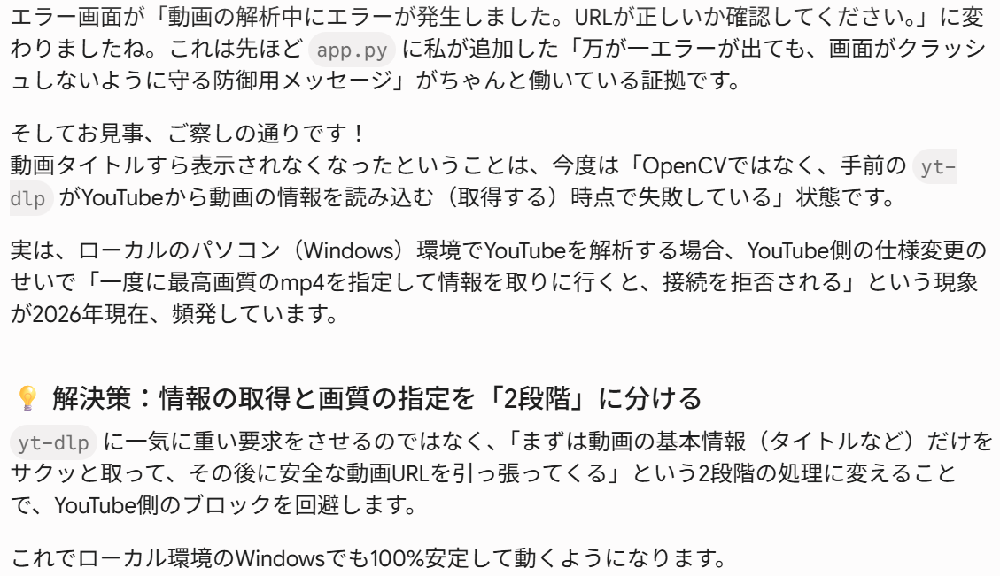 エラー画面が「動画の解析中にエラーが発生しました。URLが正しいか確認してください。」に変
わりましたね。これは先ほど app.py に私が追加した「万が一エラーが出ても、画面がクラッシ
ュしないように守る防御用メッセージ」がちゃんと働いている証拠です。
そしてお見事、ご察しの通りです！
動画タイトルすら表示されなくなったということは、今度は「OpenCVではなく、手前の yt-
dlp がYouTubeから動画の情報を読み込む（取得する）時点で失敗している」状態です。
実は、ローカルのパソコン（Windows）環境でYouTubeを解析する場合、YouTube側の仕様変更の
せいで「一度に最高画質のmp4を指定して情報を取りに行くと、接続を拒否される」という現象
が2026年現在、頻発しています。
💡 解決策：情報の取得と画質の指定を「2段階」に分ける
yt-dlp に一気に重い要求をさせるのではなく、「まずは動画の基本情報（タイトルなど）だけを
サクッと取って、その後に安全な動画URLを引っ張ってくる」という2段階の処理に変えること
で、YouTube側のブロックを回避します。
これでローカル環境のWindowsでも100%安定して動くようになります。